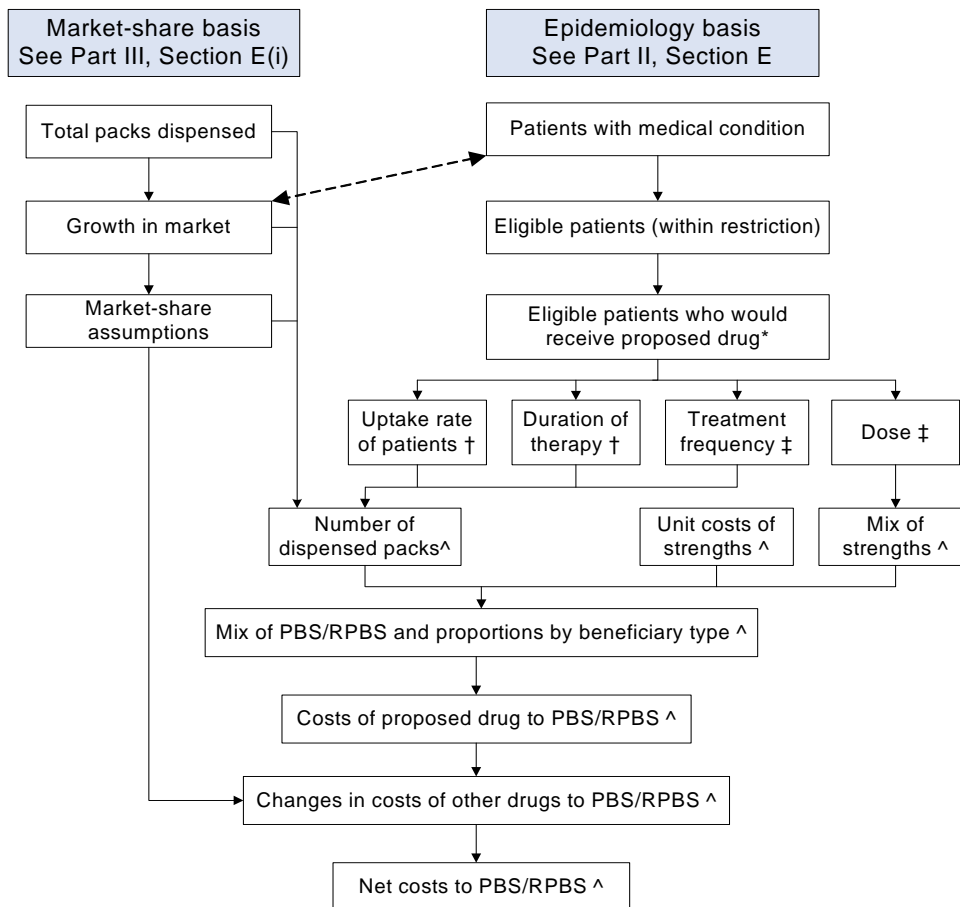 Market-share basis
See Part III, Section E(i)
Epidemiology basis
See Part II, Section E
Total packs dispensed
Patients with medical condition
Growth in market
Eligible patients (within restriction)
Market-share
assumptions
Eligible patients who would
receive proposed drug*
Uptake rate
of patients †
Duration of
therapy †
Treatment
frequency ‡
Dose ‡
Number of
dispensed packs^
Unit costs of
strengths ^
Mix of
strengths ^
Mix of PBS/RPBS and proportions by beneficiary type ^
Costs of proposed drug to PBS/RPBS ^
Changes in costs of other drugs to PBS/RPBS ^
Net costs to PBS/RPBS ^